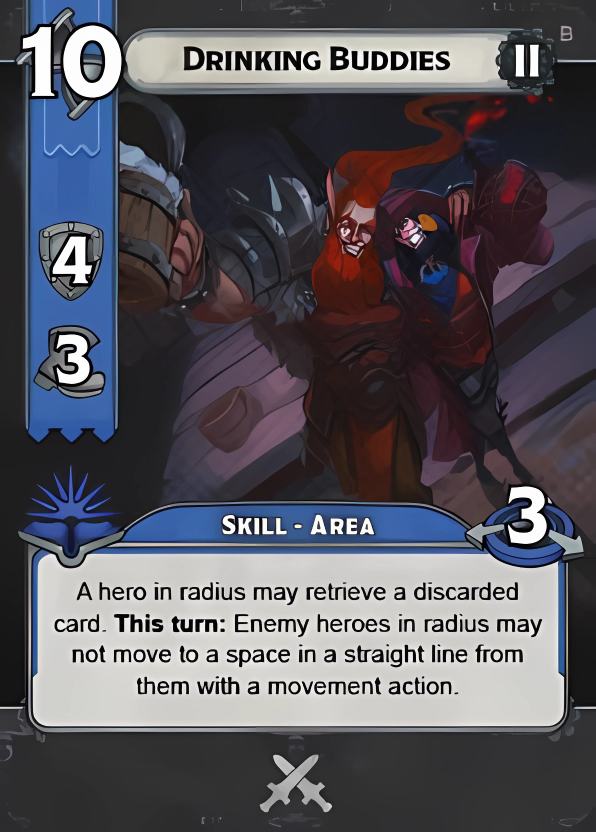 10
DRINKING BUDDIES
II
B
4
3
SKILL - AREA
3
A hero in radius may retrieve a discarded
card. This turn: Enemy heroes in radius may
not move to a space in a straight line from
them with a movement action.